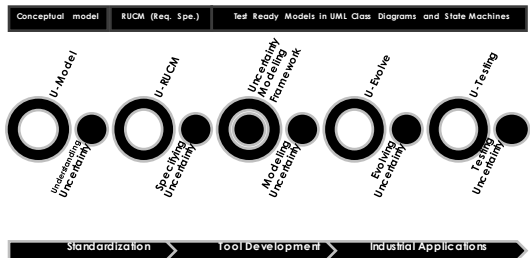 Conceptual model
RUCM (Req. Spe.)
Test Ready Models in UML Class Diagrams and State Machines
U-Model
U-RUCM
Uncertainty
Modeling
Framework
U-Evolve
U-Testing
Understanding
Uncertainty
Specifying
Uncertainty
Modeling
Uncertainty
Evolving
Uncertainty
Testing
Uncertainty
Standardization
Tool Development
Industrial Applications